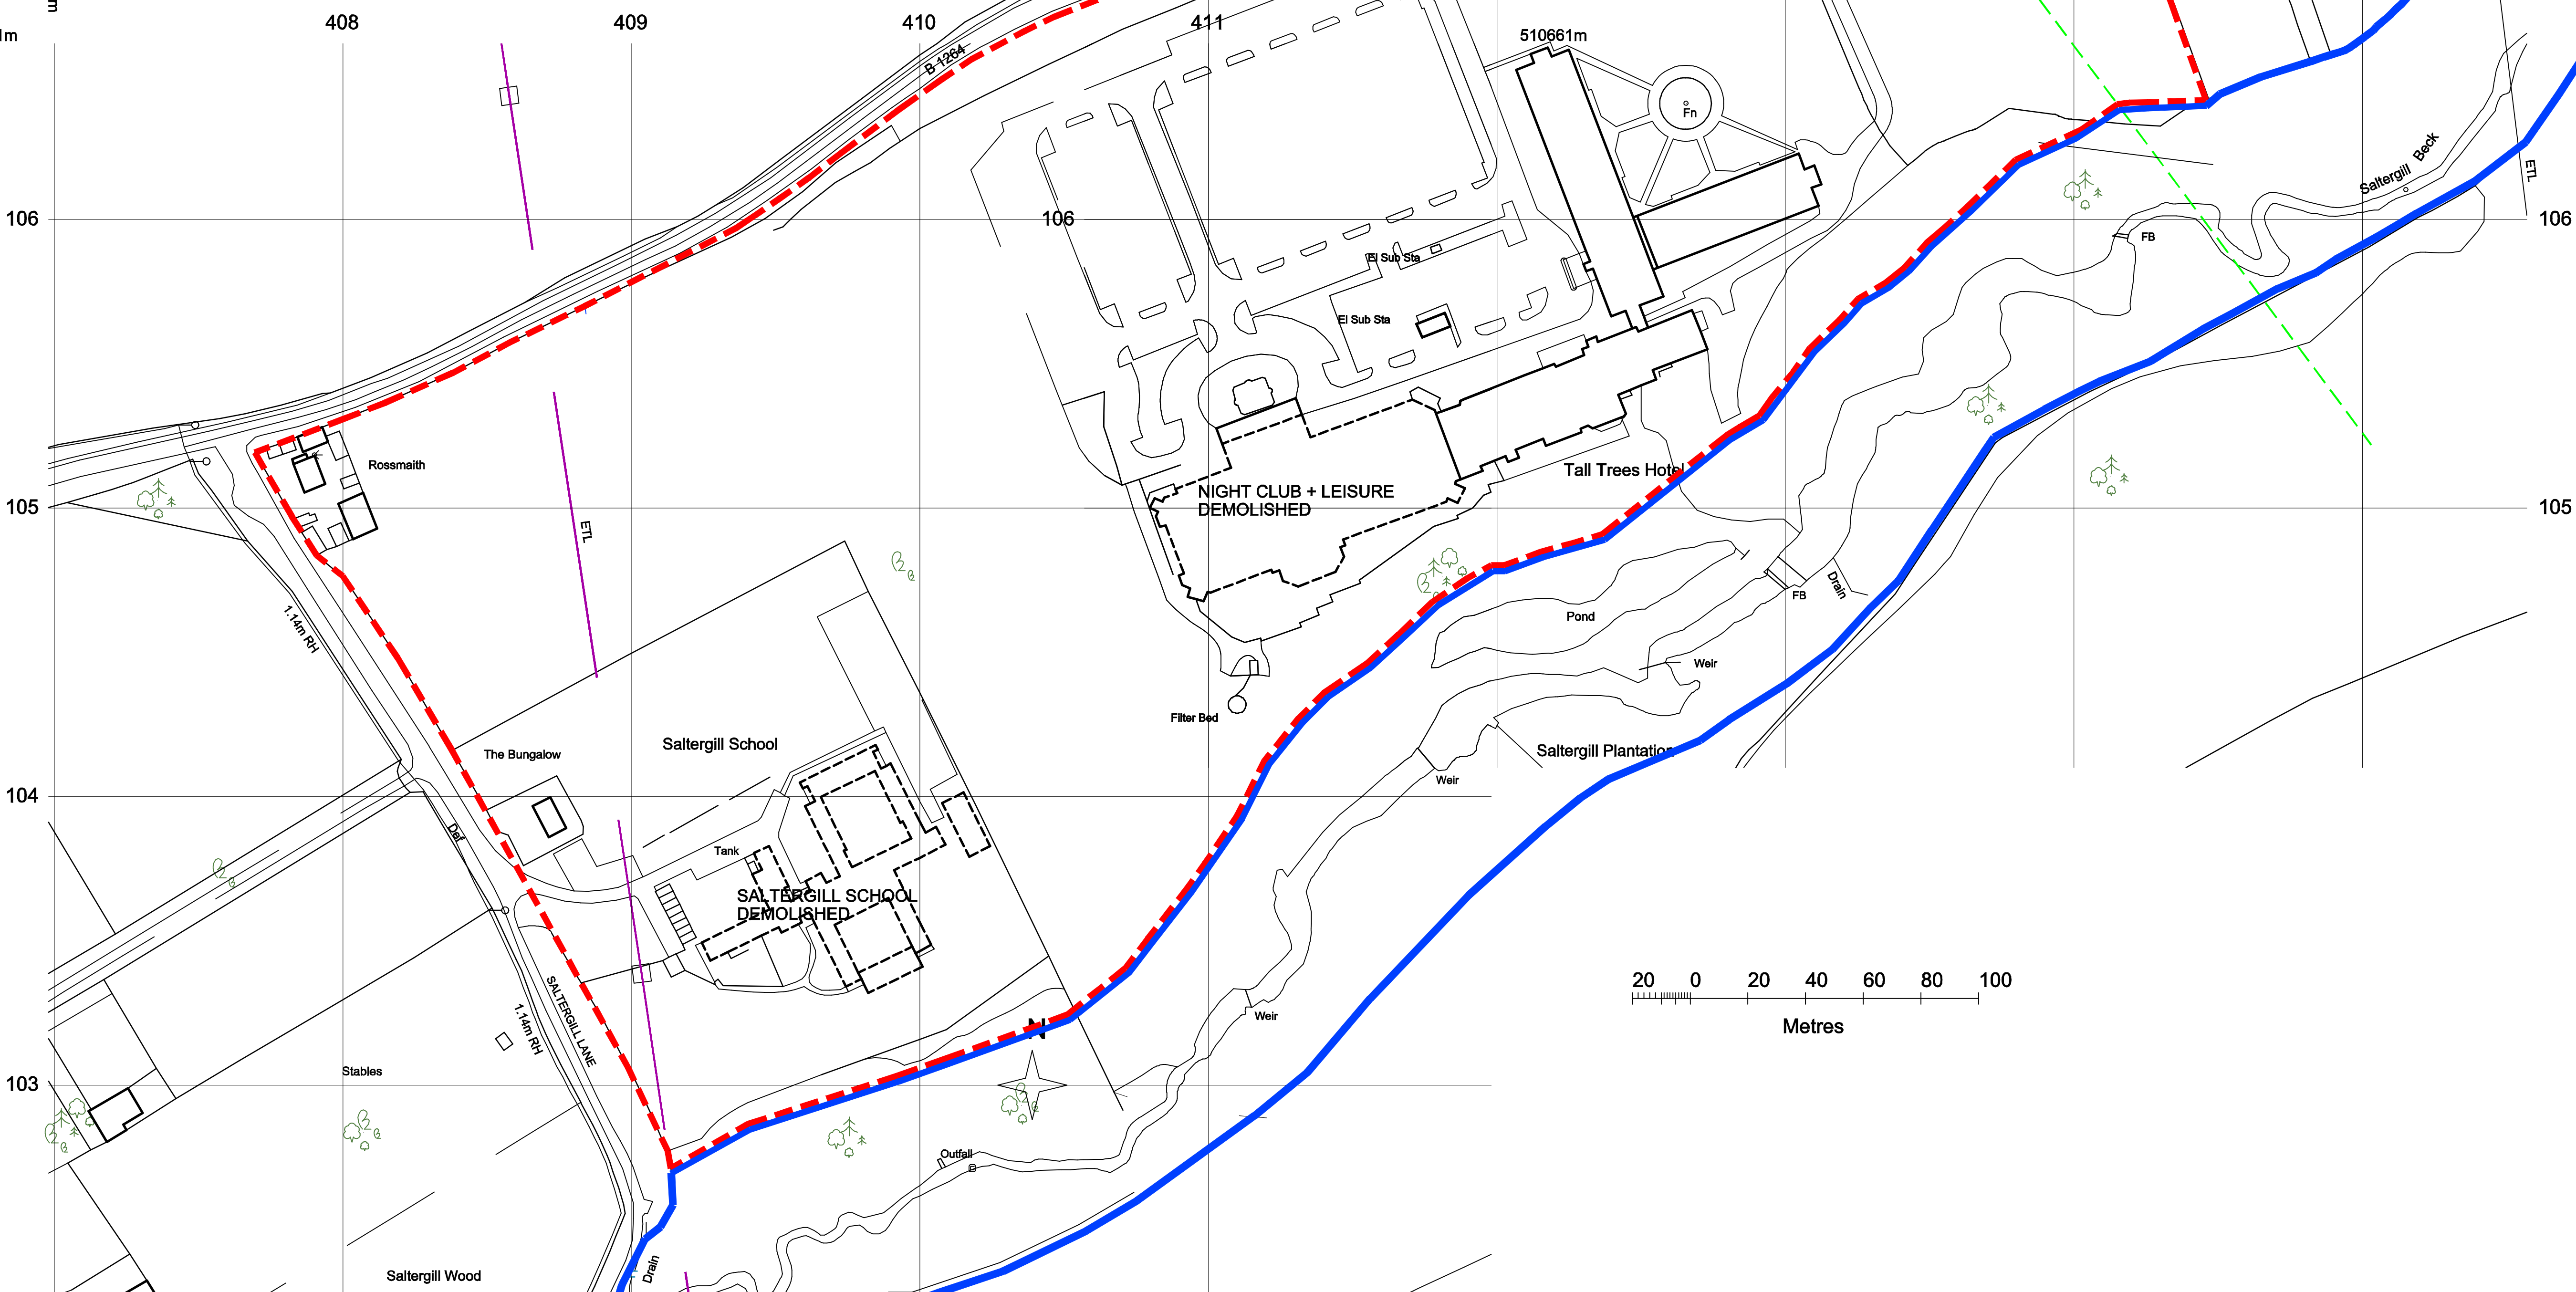 m
1m
408
409
410
411
510661m
B 1264
Fn
Saltergill Beck
ETL
106
106
106
FB
El Sub Sta
El Sub Sta
Rossmaith
Tall Trees Hotel
NIGHT CLUB + LEISURE
DEMOLISHED
105
105
ETL
1.14m RH
Pond
FB
Drain
Weir
Filter Bed
Saltergill School
The Bungalow
Saltergill Plantation
Weir
104
Def
Tank
SALTERGILL SCHOOL
DEMOLISHED
20 0 20 40 60 80 100
Metres
SALTERGILL LANE
1.14m RH
Weir
N
Stables
103
Outfall
Drain
Saltergill Wood